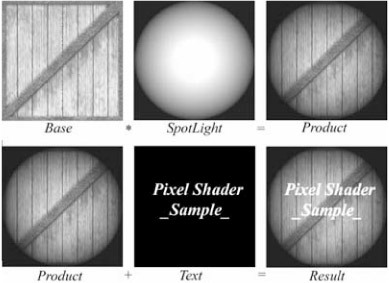 Base * SpotLight = Product
Pixel Shader
_Sample_
Pixel Shader
_Sample_
Product + Text = Result